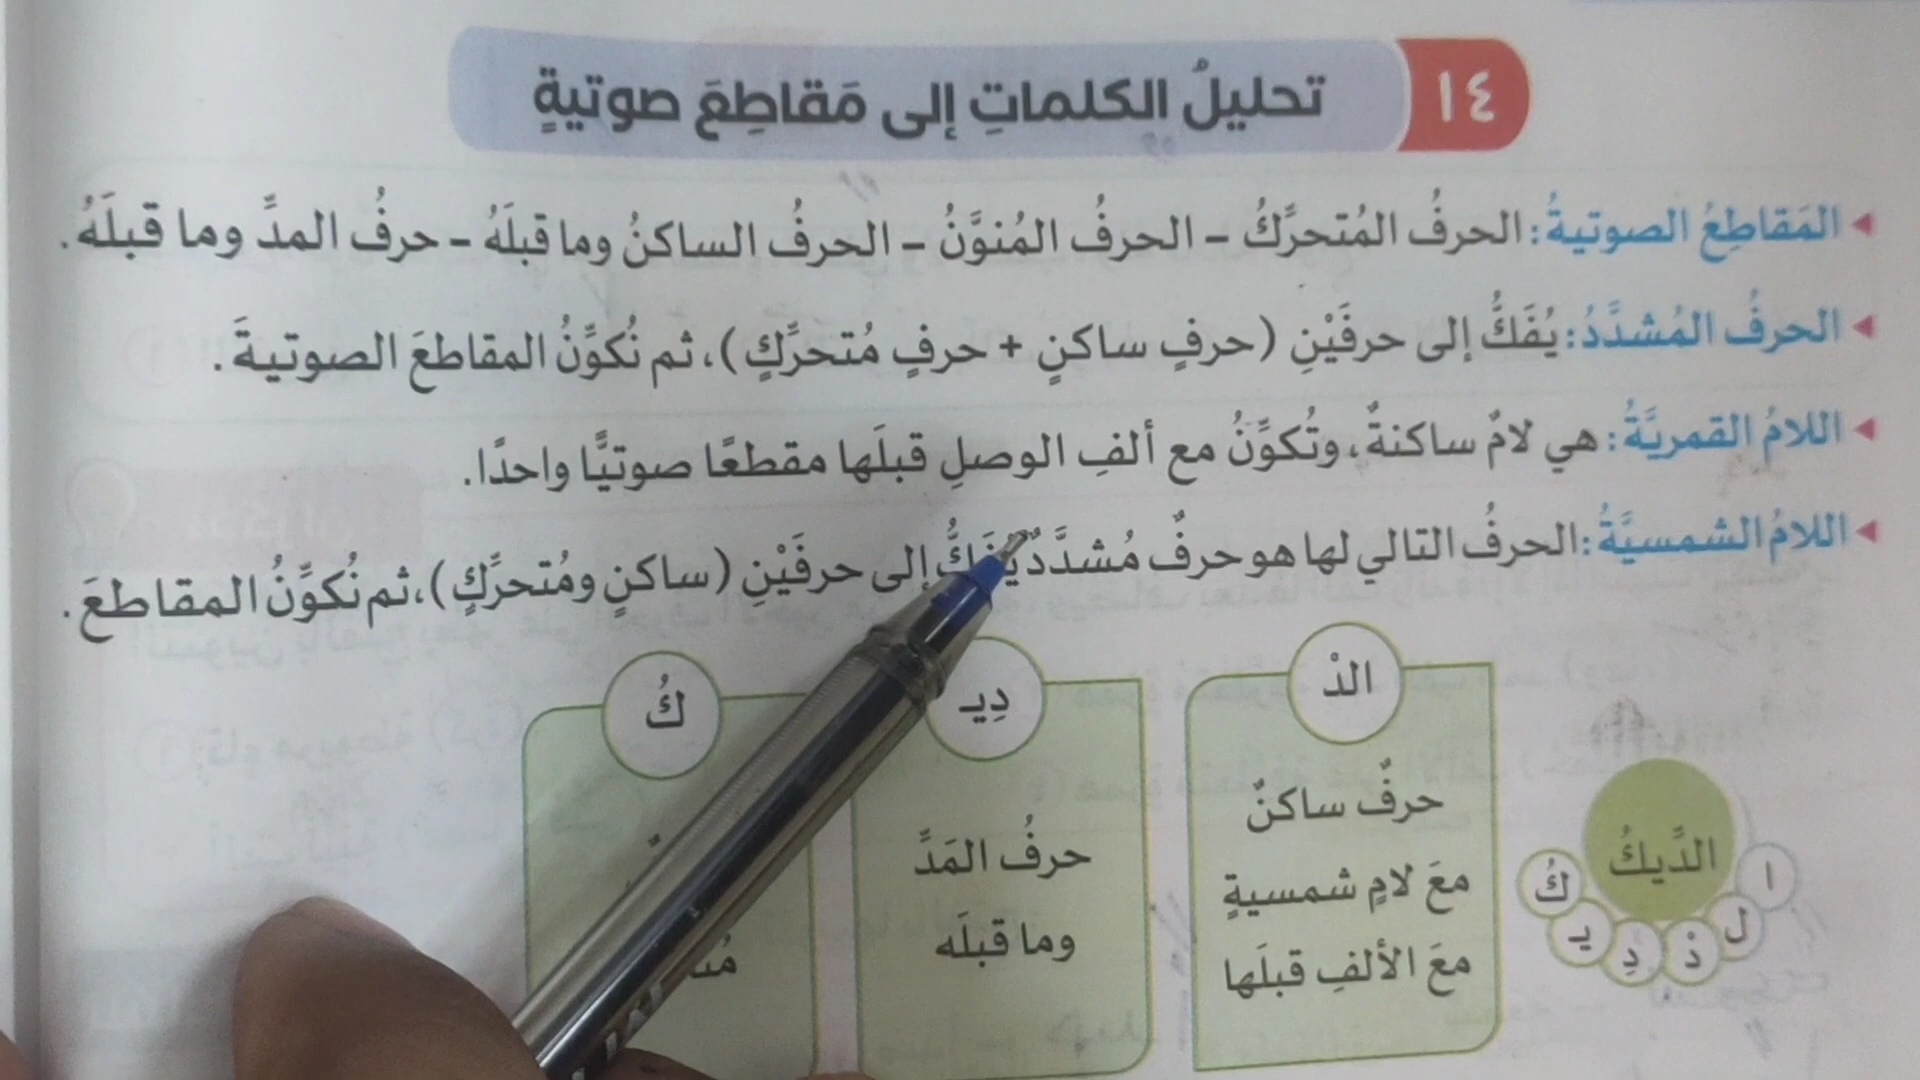 ١٤ تحليلُ الكلماتِ إلى مَقاطِعَ صوتيةٍ
المَقاطِعُ الصوتيةُ: الحرفُ المُتحرِّكُ – الحرفُ المُنوَّنُ – الحرفُ الساكنُ وما قبلَهُ – حرفُ المدِّ وما قبلَهُ.
الحرفُ المُشدَّدُ: يُفَكُّ إلى حرفَيْنِ (حرفٍ ساكنٍ + حرفٍ مُتحرِّكٍ)، ثم نُكوِّنُ المقاطعَ الصوتيةَ.
اللامُ القمريَّةُ: هي لامٌ ساكنةٌ، وتُكوِّنُ مع ألفِ الوصلِ قبلَها مقطعًا صوتيًّا واحدًا.
اللامُ الشمسيَّةُ: الحرفُ التالي لها هو حرفٌ مُشدَّدٌ يُفَكُّ إلى حرفَيْنِ (ساكنٍ ومُتحرِّكٍ)، ثم نُكوِّنُ المقاطعَ.
الدْ
دِيـ
كُ
حرفٌ ساكنٌ
معَ لامٍ شمسيةٍ
معَ الألفِ قبلَها
حرفُ المَدِّ
وما قبلَه
الدِّيكُ
ا
ل
دْ
دِ
يـ
كُ